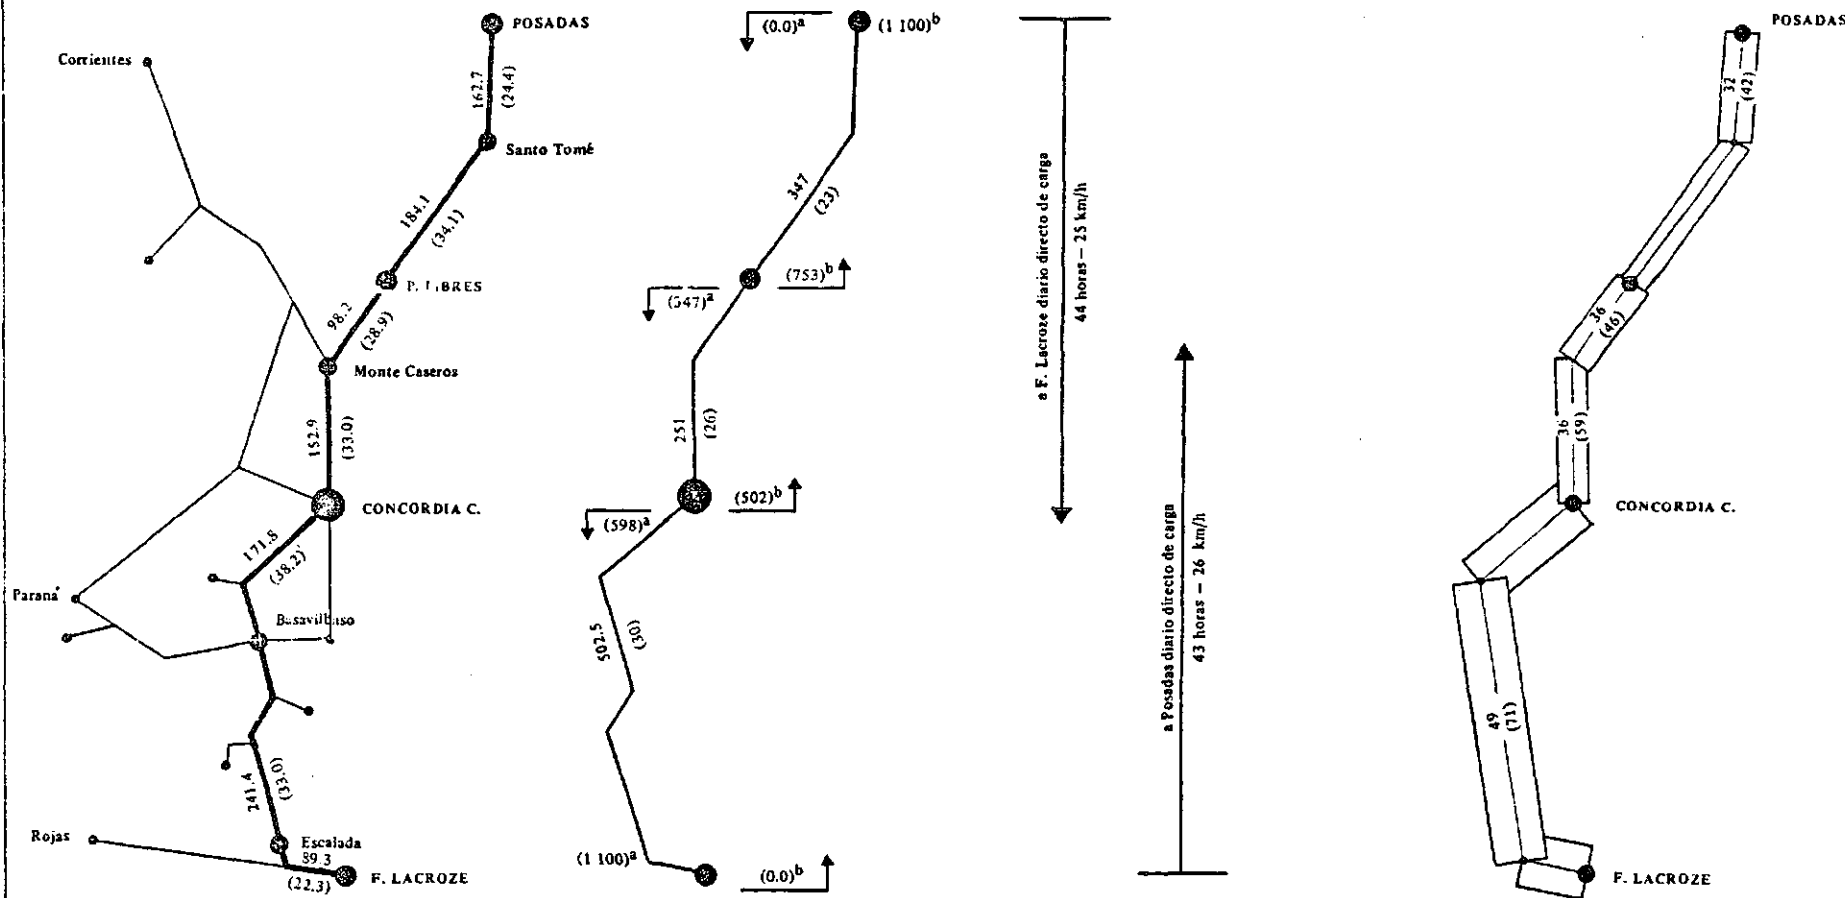 POSADAS
Corrientes
162.7
(24.4)
Santo Tomé
184.1
(34.1)
P. LIBRES
98.2
(28.9)
Monte Caseros
152.9
(33.0)
CONCORDIA C.
171.8
(38.2)
Paraná
Basavilbaso
241.4
(33.0)
Rojas
Escalada
89.3
(22.3)
F. LACROZE
(0.0)a
(1 100)b
347
(23)
(753)b
(347)a
251
(26)
(502)b
(598)a
502.5
(30)
(1 100)a
(0.0)b
a F. Lacroze diario directo de carga
44 horas – 25 km/h
a Posadas diario directo de carga
43 horas – 26 km/h
POSADAS
32
(42)
36
(46)
36
(59)
CONCORDIA C.
49
(71)
F. LACROZE